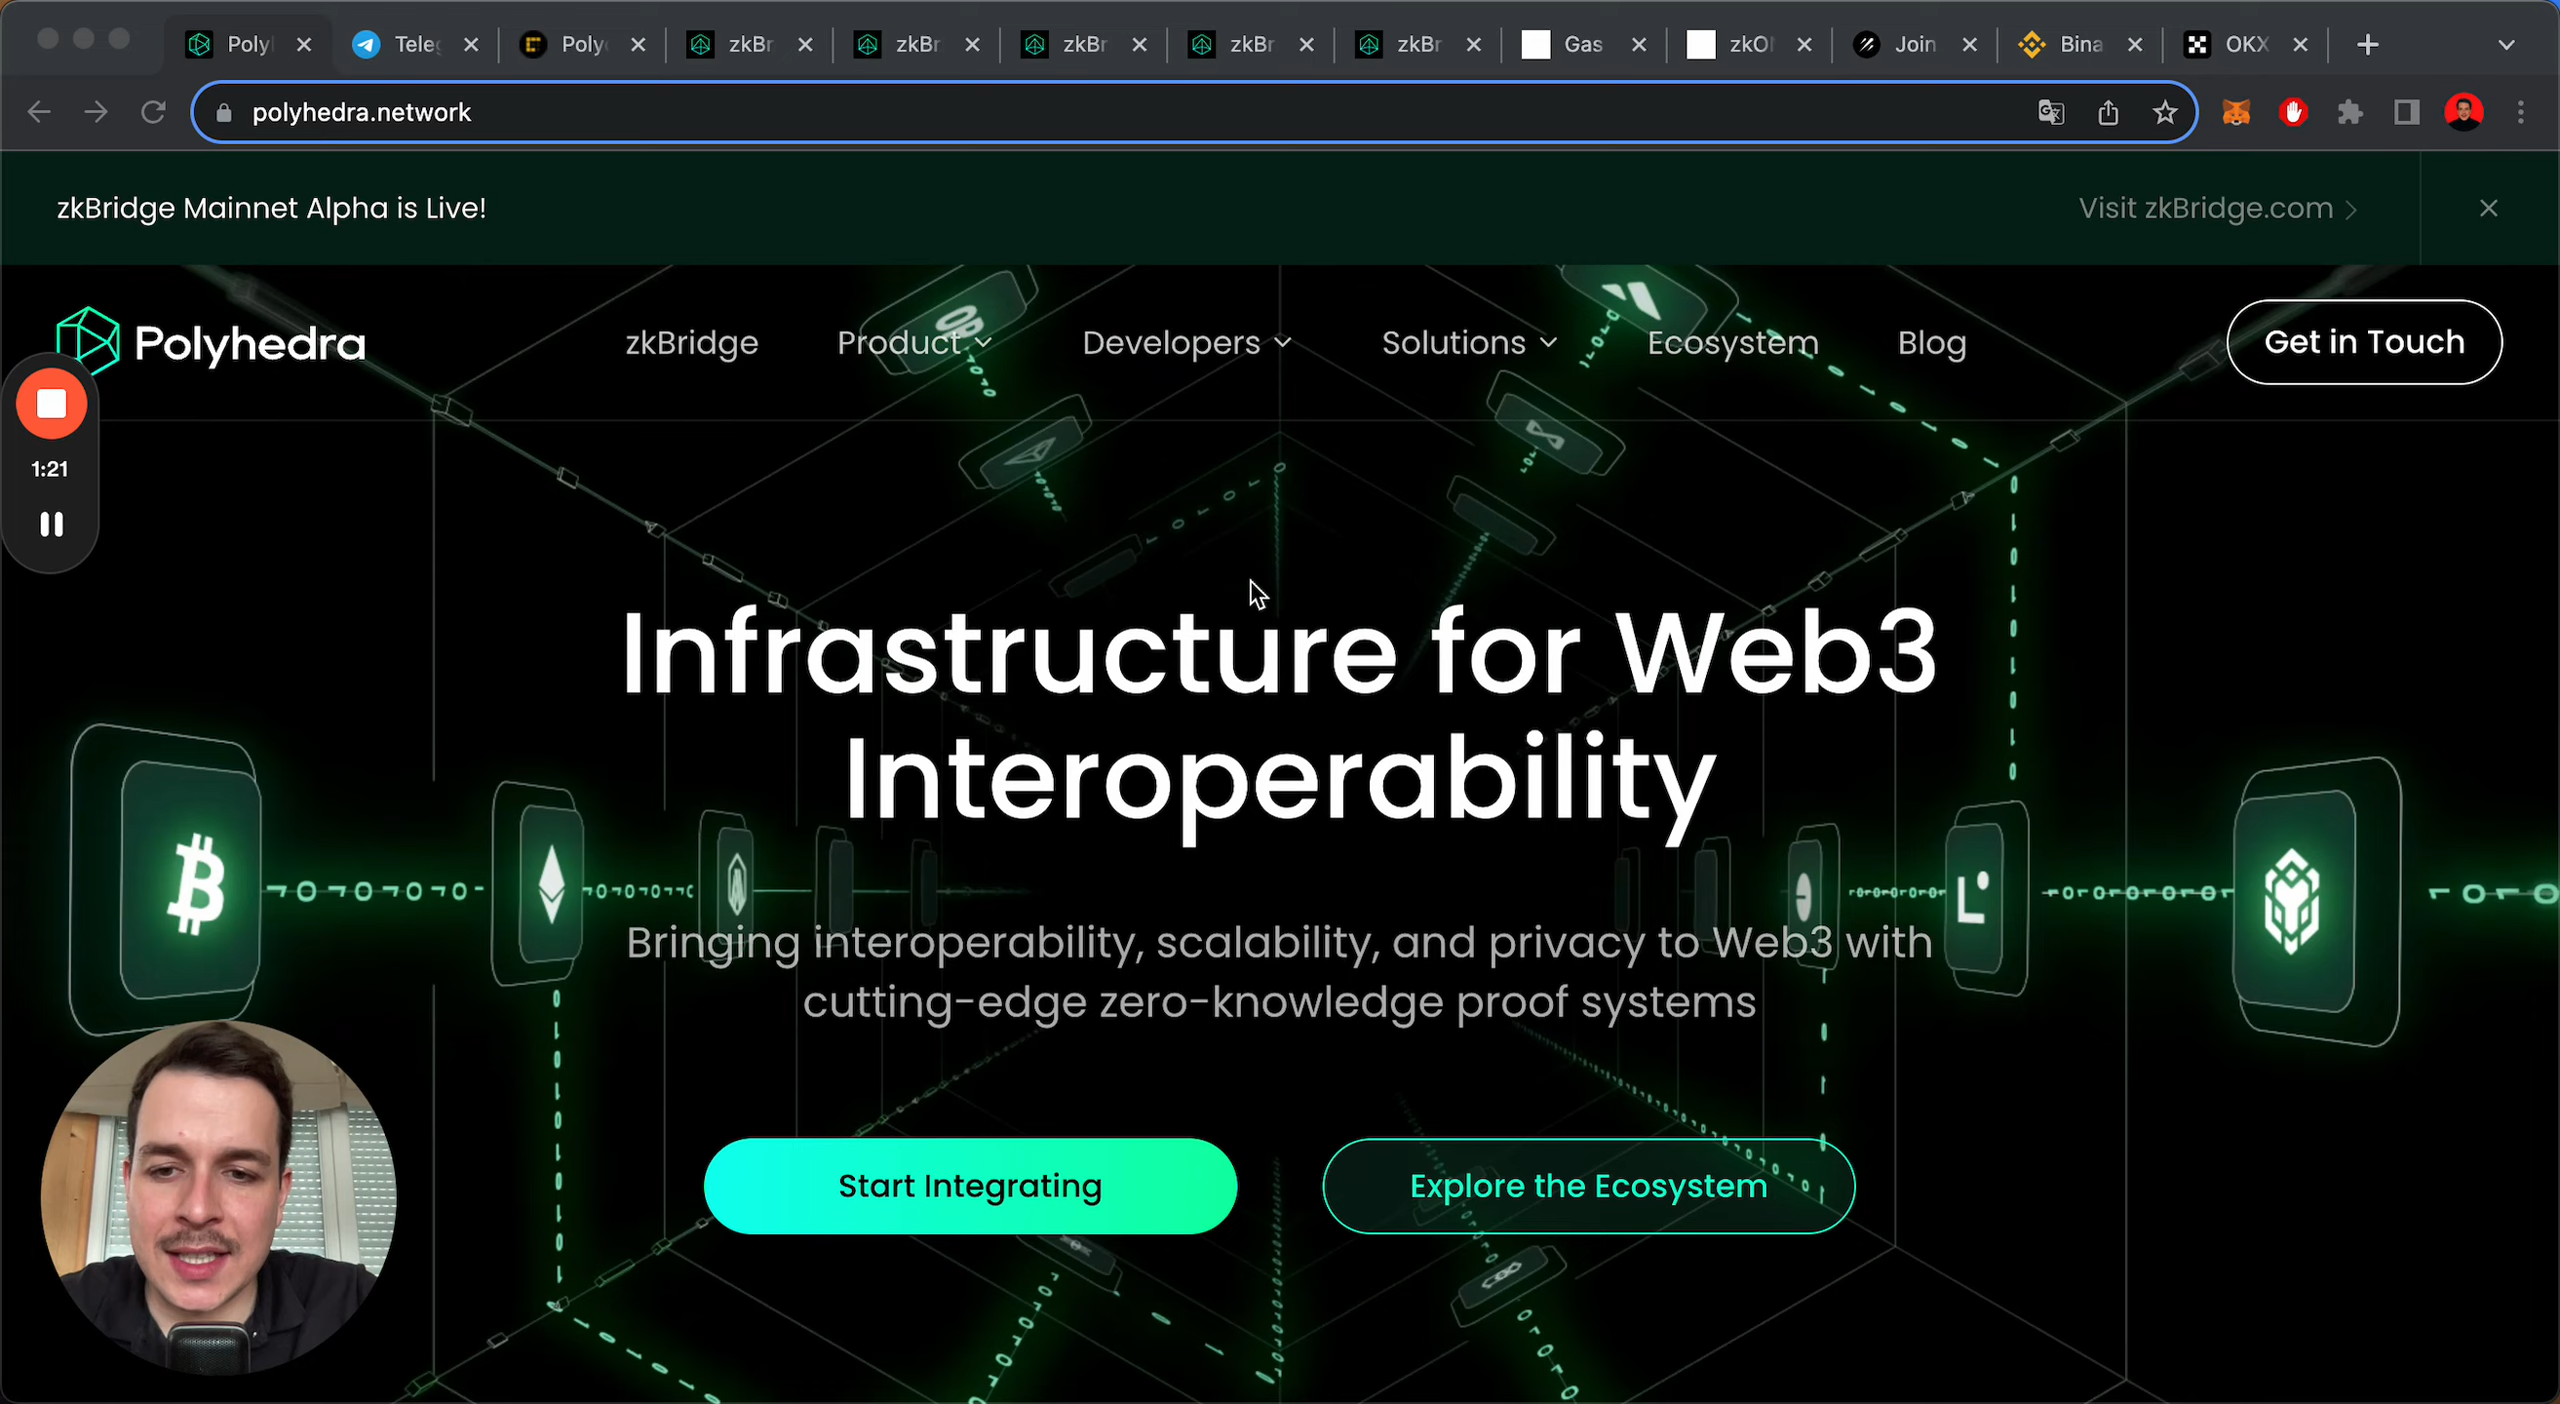 Poly
Teleg
Poly
zkBr
zkBr
zkBr
zkBr
zkBr
Gas
zkO
Join
Bina
OKX
polyhedra.network
zkBridge Mainnet Alpha is Live!
Visit zkBridge.com
Polyhedra
zkBridge
Product
Developers
Solutions
Ecosystem
Blog
Get in Touch
1:21
Infrastructure for Web3
Interoperability
Bringing interoperability, scalability, and privacy to Web3 with
cutting-edge zero-knowledge proof systems
Start Integrating
Explore the Ecosystem